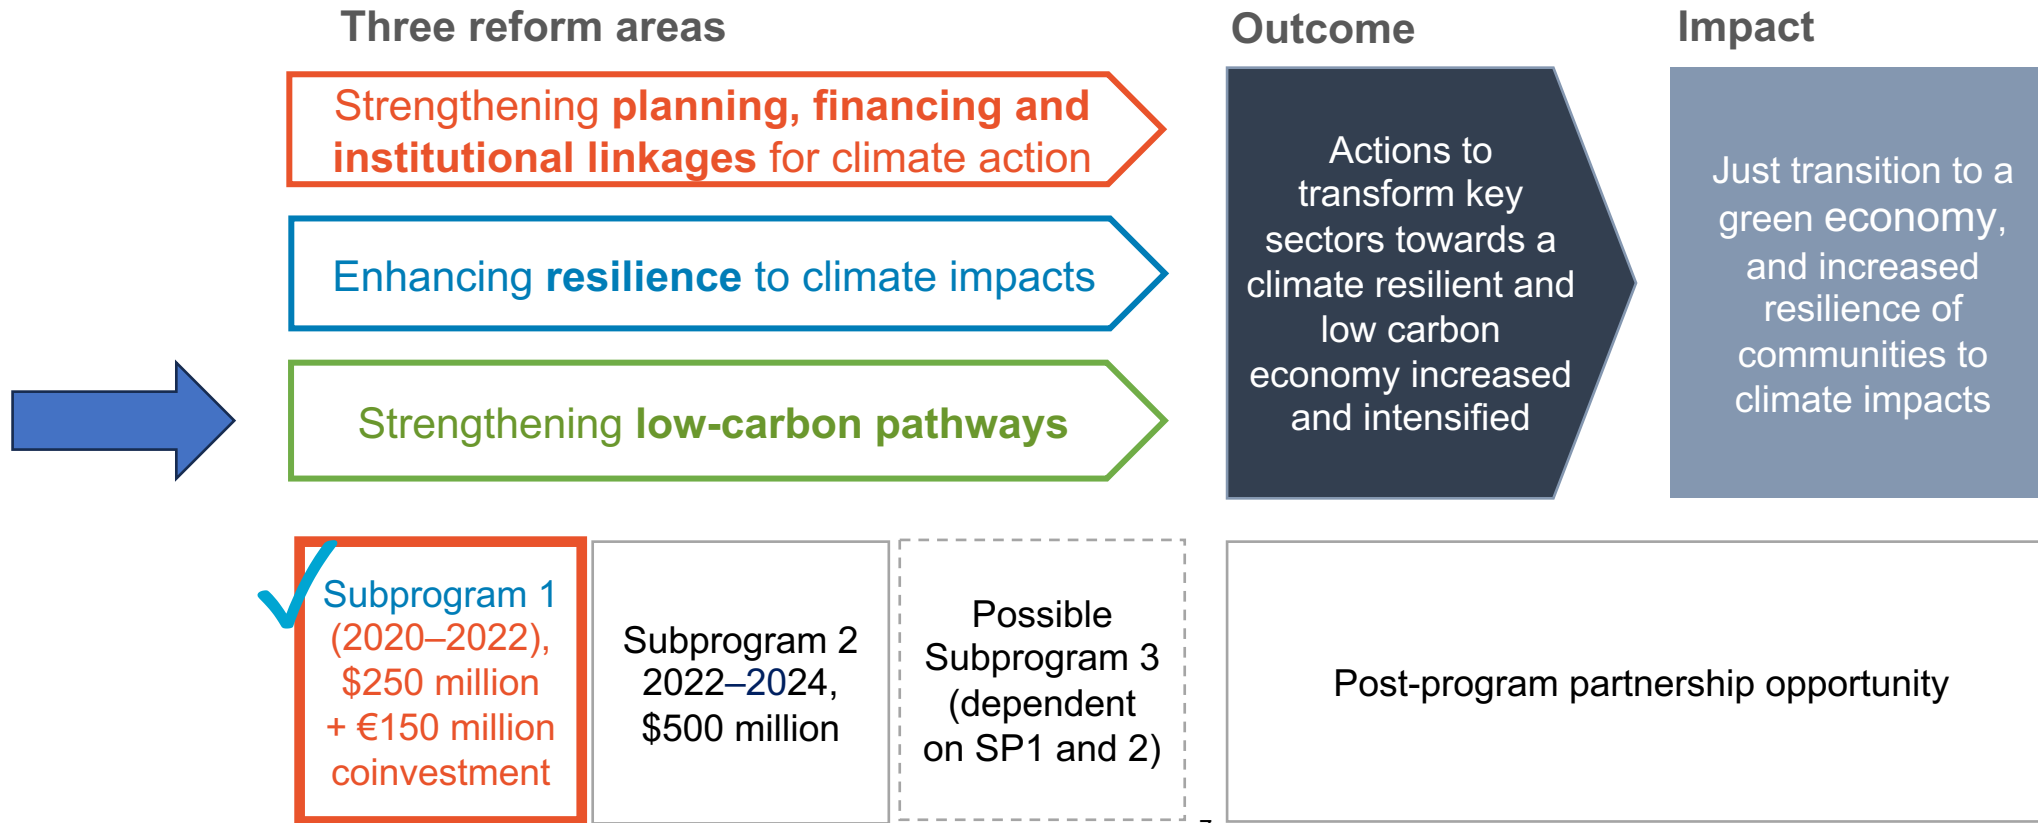 Three reform areas
Strengthening planning, financing and
institutional linkages for climate action
Enhancing resilience to climate impacts
Strengthening low-carbon pathways
Outcome
Actions to
transform key
sectors towards a
climate resilient and
low carbon
economy increased
and intensified
Impact
Just transition to a
green economy,
and increased
resilience of
communities to
climate impacts
Subprogram 1
(2020–2022),
$250 million
+ €150 million
coinvestment
Subprogram 2
2022–2024,
$500 million
Possible
Subprogram 3
(dependent
on SP1 and 2)
Post-program partnership opportunity